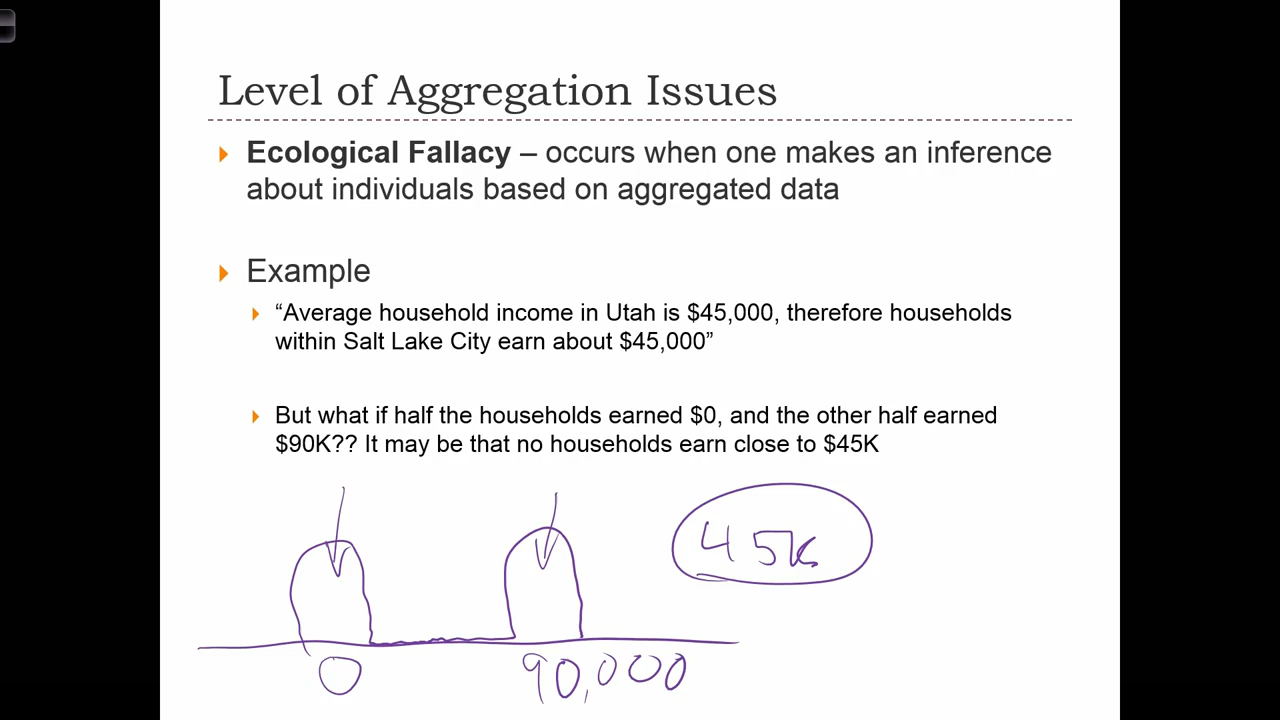 Level of Aggregation Issues
Ecological Fallacy – occurs when one makes an inference
about individuals based on aggregated data
Example
“Average household income in Utah is $45,000, therefore households
within Salt Lake City earn about $45,000”
But what if half the households earned $0, and the other half earned
$90K?? It may be that no households earn close to $45K
45K
0 90,000